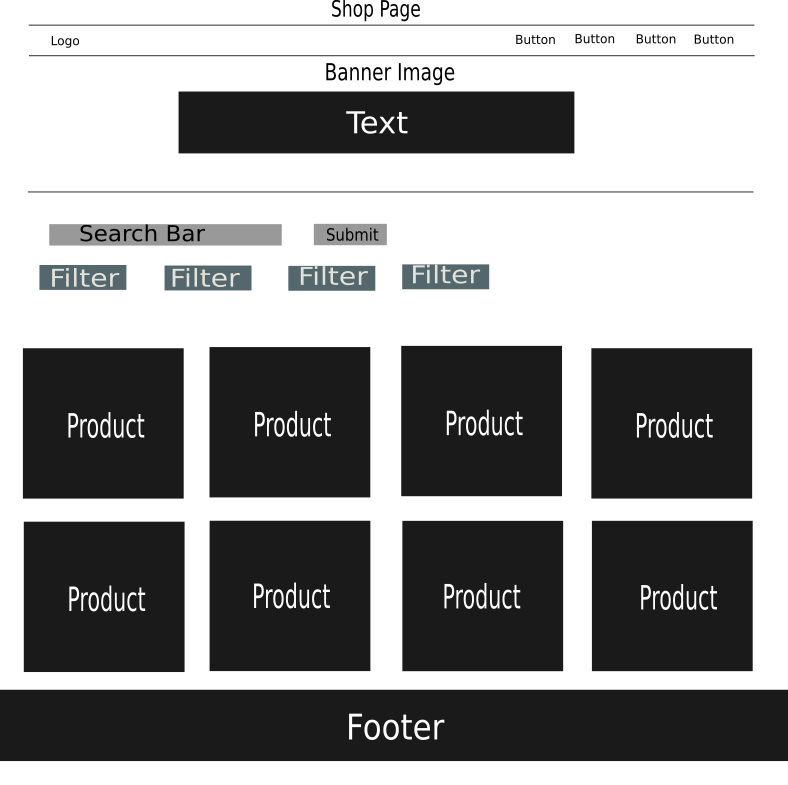 Shop Page
Logo Button Button Button Button
Banner Image
Text
Search Bar Submit
Filter Filter Filter Filter
Product Product Product Product
Product Product Product Product
Footer